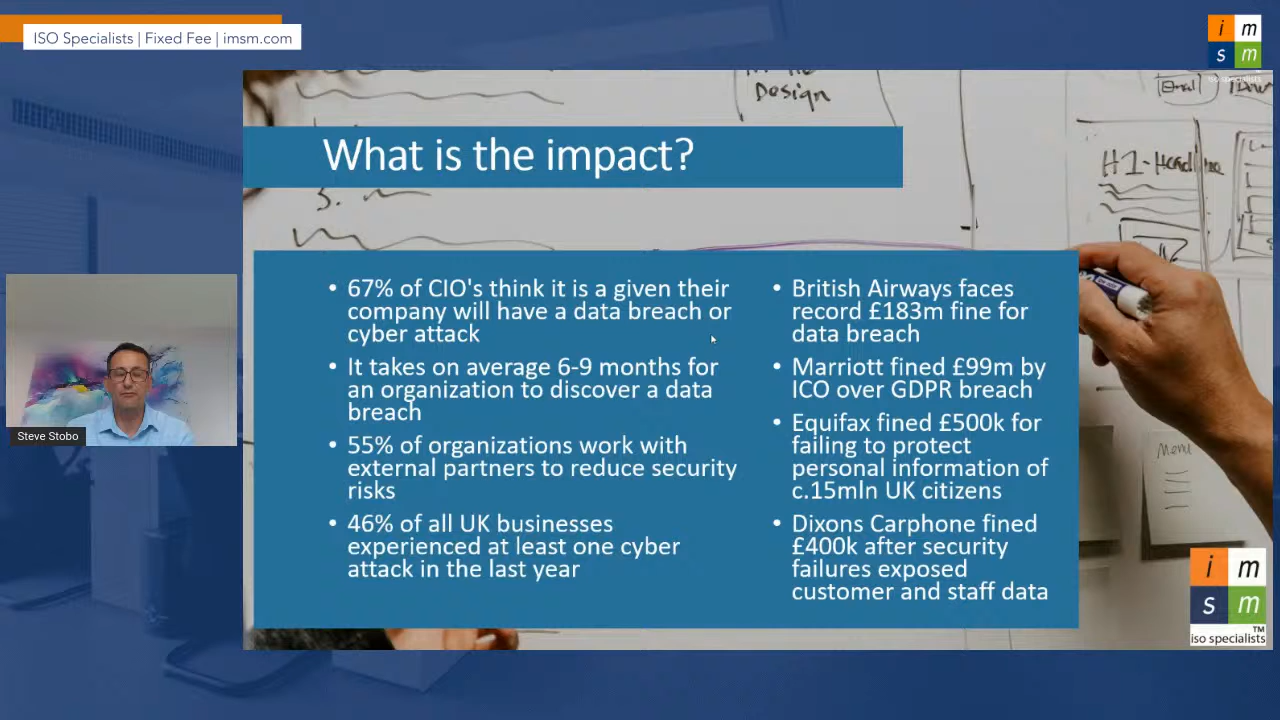 ISO Specialists | Fixed Fee | imsm.com
i m
s m
iso specialists
Design
H1-Headline
Email
What is the impact?
3.
• 67% of CIO's think it is a given their
company will have a data breach or
cyber attack
• It takes on average 6-9 months for
an organization to discover a data
breach
• 55% of organizations work with
external partners to reduce security
risks
• 46% of all UK businesses
experienced at least one cyber
attack in the last year
• British Airways faces
record £183m fine for
data breach
• Marriott fined £99m by
ICO over GDPR breach
• Equifax fined £500k for
failing to protect
personal information of
c.15mln UK citizens
• Dixons Carphone fined
£400k after security
failures exposed
customer and staff data
Menu
Steve Stobo
i m
s m
TM
iso specialists